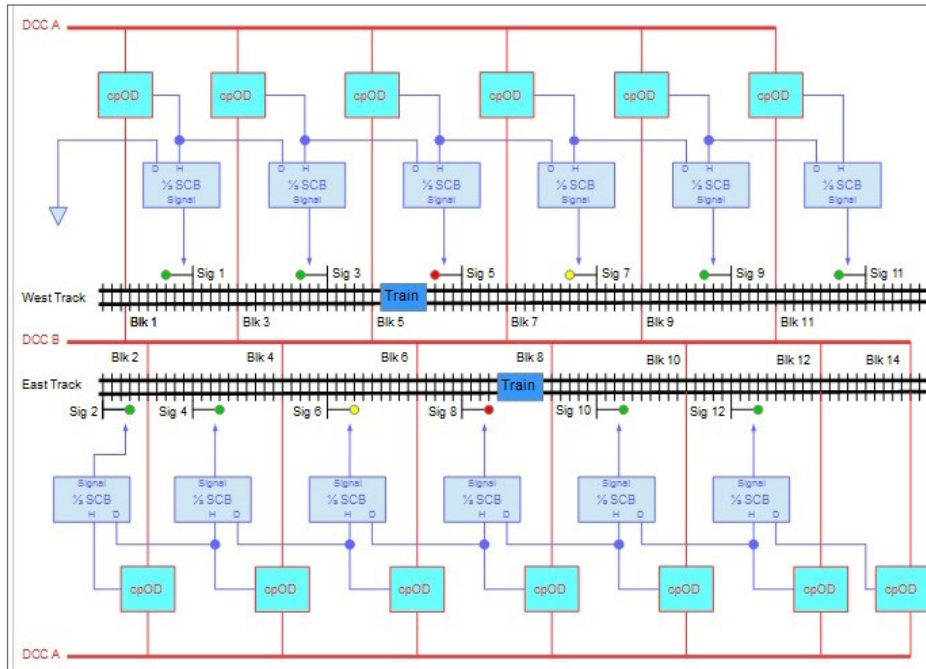 DCC A
cpOD cpOD cpOD cpOD cpOD cpOD
D H D H D H D H D H D H
½ SCB ½ SCB ½ SCB ½ SCB ½ SCB ½ SCB
Signal Signal Signal Signal Signal Signal
Sig 1 Sig 3 Sig 5 Sig 7 Sig 9 Sig 11
West Track Train
Blk 1 Blk 3 Blk 5 Blk 7 Blk 9 Blk 11
DCC B
Blk 2 Blk 4 Blk 6 Blk 8 Blk 10 Blk 12 Blk 14
East Track Train
Sig 2 Sig 4 Sig 6 Sig 8 Sig 10 Sig 12
Signal Signal Signal Signal Signal Signal
½ SCB ½ SCB ½ SCB ½ SCB ½ SCB ½ SCB
H D H D H D H D H D H D
cpOD cpOD cpOD cpOD cpOD cpOD cpOD
DCC A